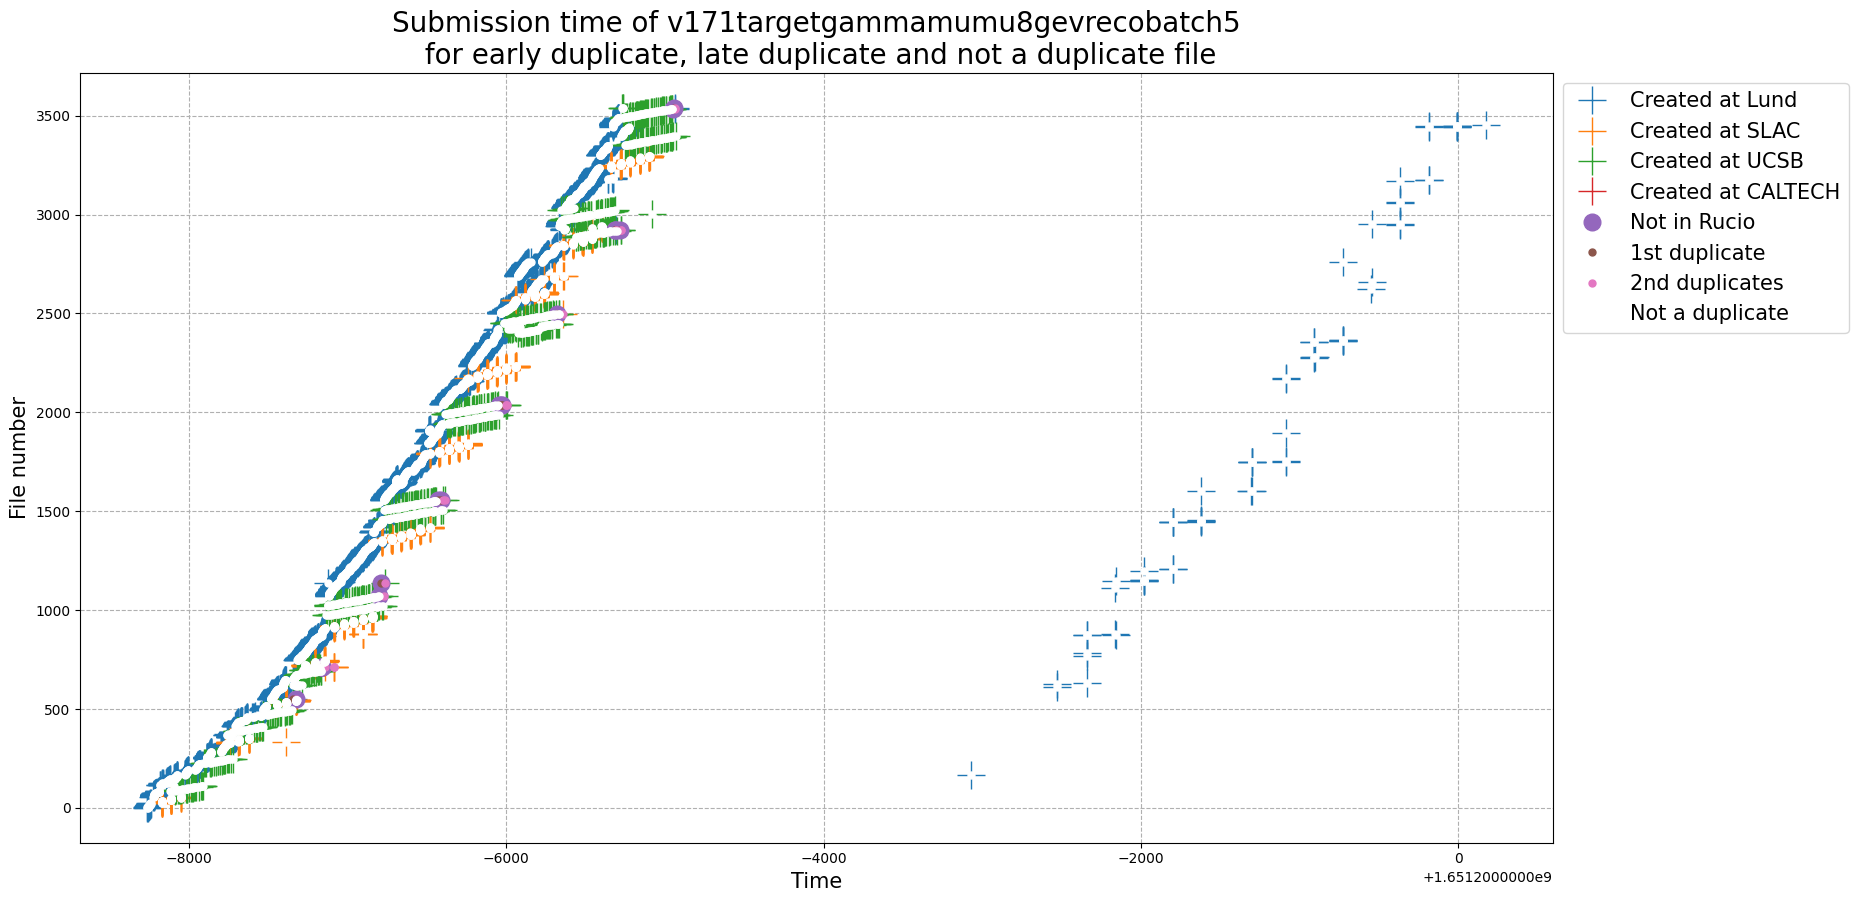 Submission time of v171targetgammamumu8gevrecobatch5
for early duplicate, late duplicate and not a duplicate file
File number
3500
3000
2500
2000
1500
1000
500
0
−8000
−6000
−4000
−2000
0
+1.6512000000e9
Time
Created at Lund
Created at SLAC
Created at UCSB
Created at CALTECH
Not in Rucio
1st duplicate
2nd duplicates
Not a duplicate